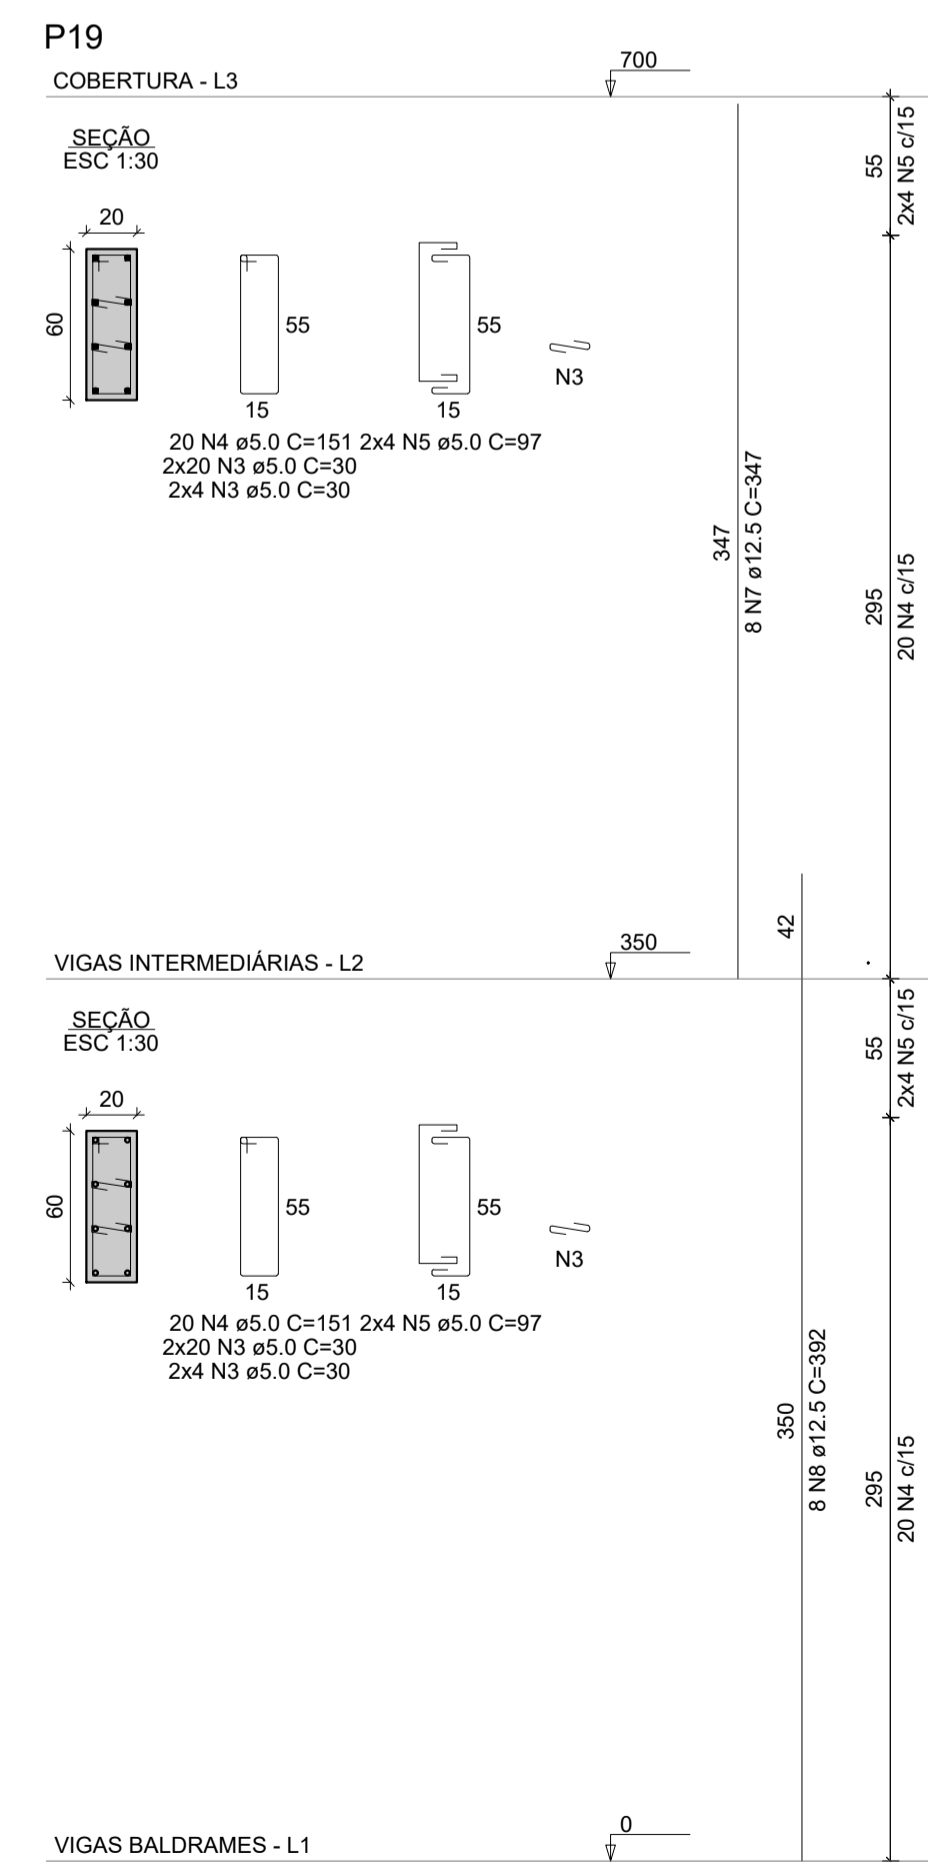 P19
COBERTURA - L3
700
SEÇÃO
ESC 1:30
55
2x4 N5 c/15
20
60
55
15
55
15
N3
20 N4 ø5.0 C=151 2x4 N5 ø5.0 C=97
2x20 N3 ø5.0 C=30
2x4 N3 ø5.0 C=30
347
8 N7 ø12.5 C=347
295
20 N4 c/15
42
VIGAS INTERMEDIÁRIAS - L2
350
SEÇÃO
ESC 1:30
55
2x4 N5 c/15
20
60
55
15
55
15
N3
20 N4 ø5.0 C=151 2x4 N5 ø5.0 C=97
2x20 N3 ø5.0 C=30
2x4 N3 ø5.0 C=30
350
8 N8 ø12.5 C=392
295
20 N4 c/15
VIGAS BALDRAMES - L1
0